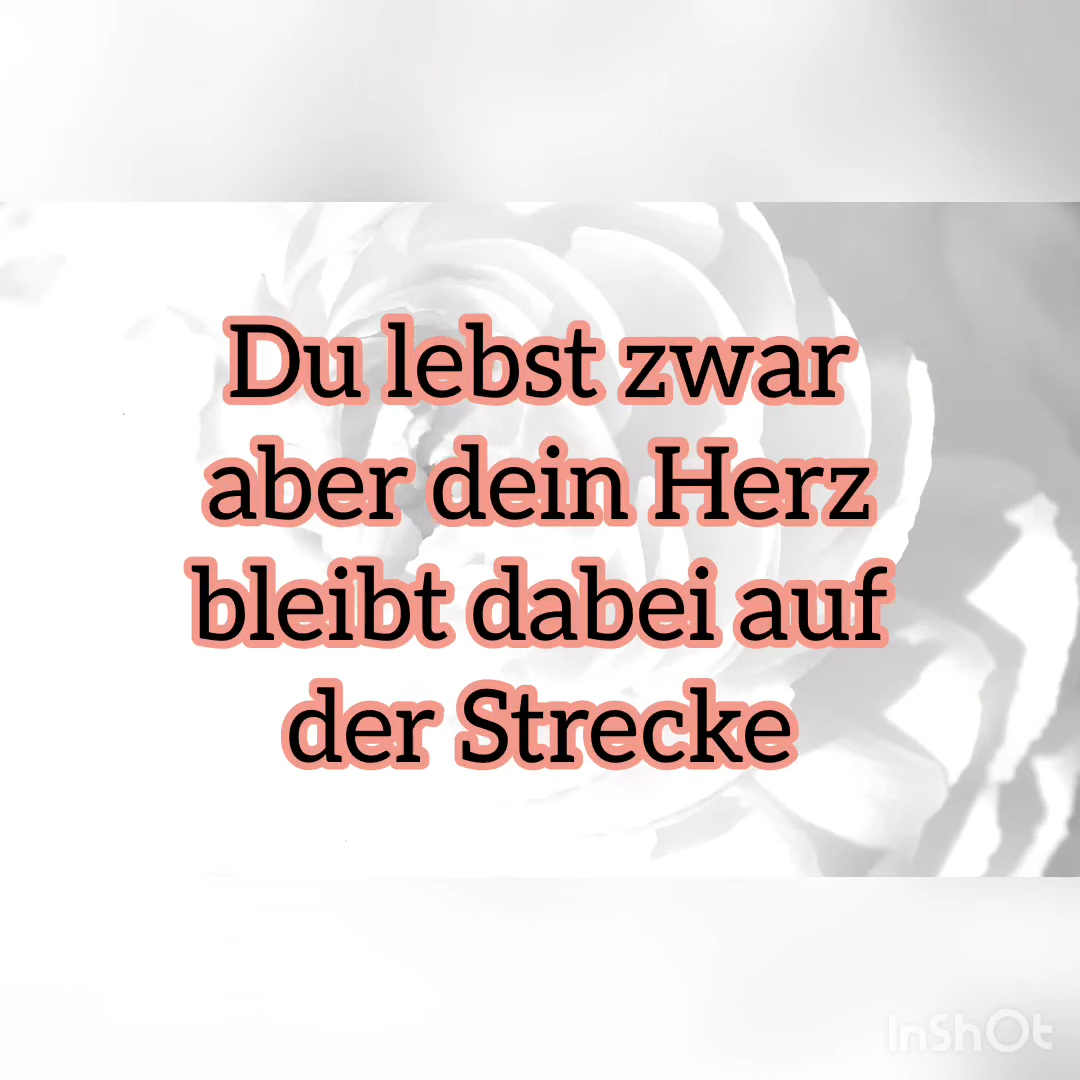 Du lebst zwar
aber dein Herz
bleibt dabei auf
der Strecke
InShOt